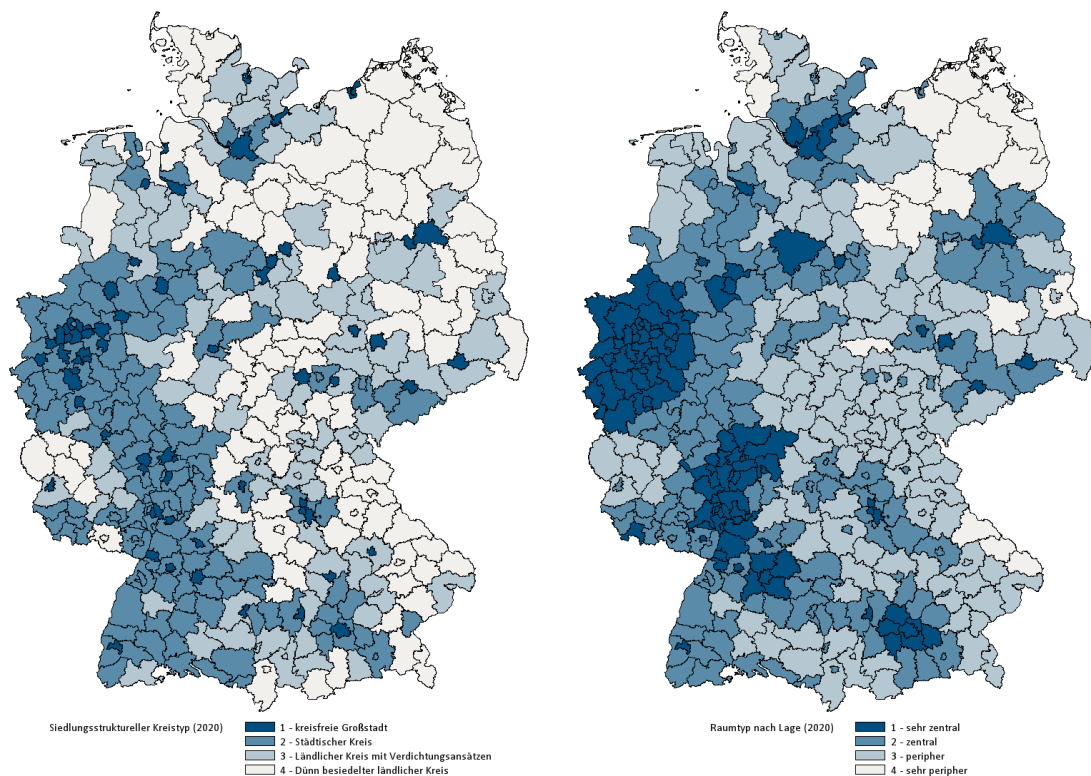 Siedlungsstruktureller Kreistyp (2020)
1 - kreisfreie Großstadt
2 - Städtischer Kreis
3 - Ländlicher Kreis mit Verdichtungsansätzen
4 - Dünn besiedelter ländlicher Kreis
Raumtyp nach Lage (2020)
1 - sehr zentral
2 - zentral
3 - peripher
4 - sehr peripher